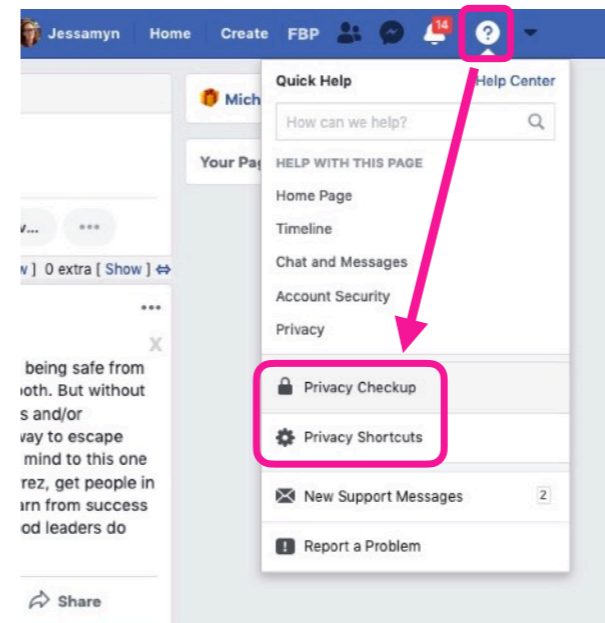 Jessamyn Home Create FBP 14 ?
Mich
Your Pag
v...
w ] 0 extra [ Show ]
X
being safe from
ooth. But without
s and/or
way to escape
mind to this one
rez, get people in
arn from success
od leaders do
Share
Quick Help Help Center
How can we help?
HELP WITH THIS PAGE
Home Page
Timeline
Chat and Messages
Account Security
Privacy
Privacy Checkup
Privacy Shortcuts
New Support Messages 2
Report a Problem